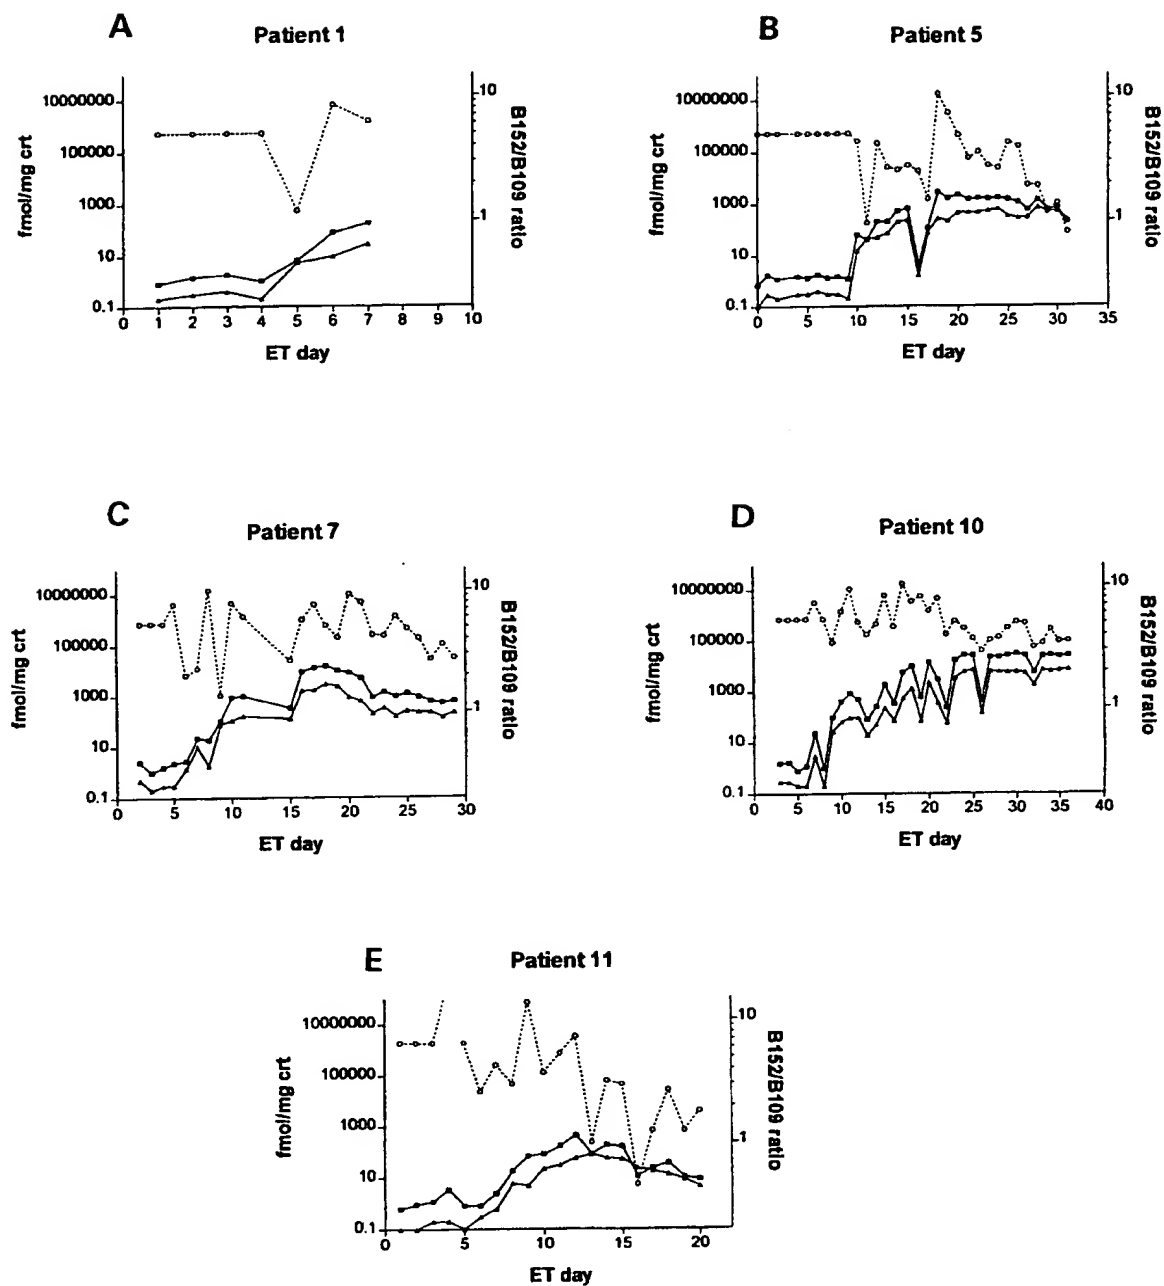 A
Patient 1
10000000
100000
1000
10
0.1
fmol/mg crt
10
1
B152/B109 ratio
0 1 2 3 4 5 6 7 8 9 10
ET day
B
Patient 5
10000000
100000
1000
10
0.1
fmol/mg crt
10
1
B152/B109 ratio
0 5 10 15 20 25 30 35
ET day
C
Patient 7
10000000
100000
1000
10
0.1
fmol/mg crt
10
1
B152/B109 ratio
0 5 10 15 20 25 29 30
ET day
D
Patient 10
10000000
100000
1000
10
0.1
fmol/mg crt
10
1
B152/B109 ratio
0 5 10 15 20 25 30 35 40
ET day
E
Patient 11
10000000
100000
1000
10
0.1
fmol/mg crt
10
1
B152/B109 ratio
0 5 10 15 20
ET day